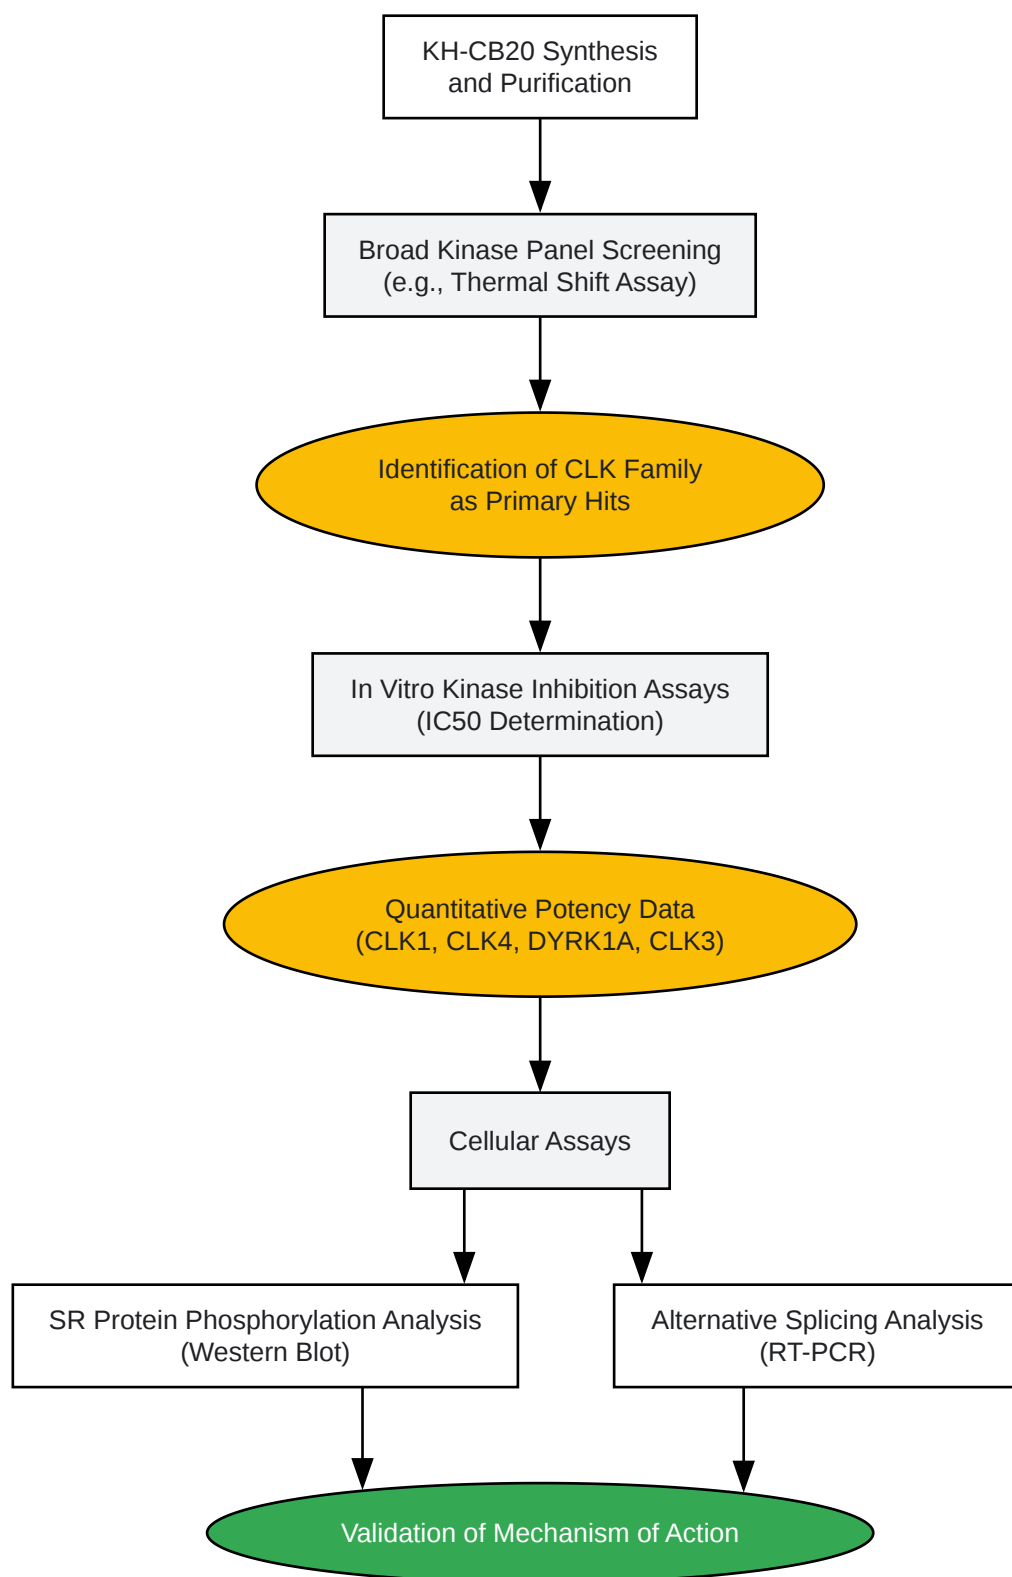 KH-CB20 Synthesis
and Purification
Broad Kinase Panel Screening
(e.g., Thermal Shift Assay)
Identification of CLK Family
as Primary Hits
In Vitro Kinase Inhibition Assays
(IC50 Determination)
Quantitative Potency Data
(CLK1, CLK4, DYRK1A, CLK3)
Cellular Assays
SR Protein Phosphorylation Analysis
(Western Blot)
Alternative Splicing Analysis
(RT-PCR)
Validation of Mechanism of Action